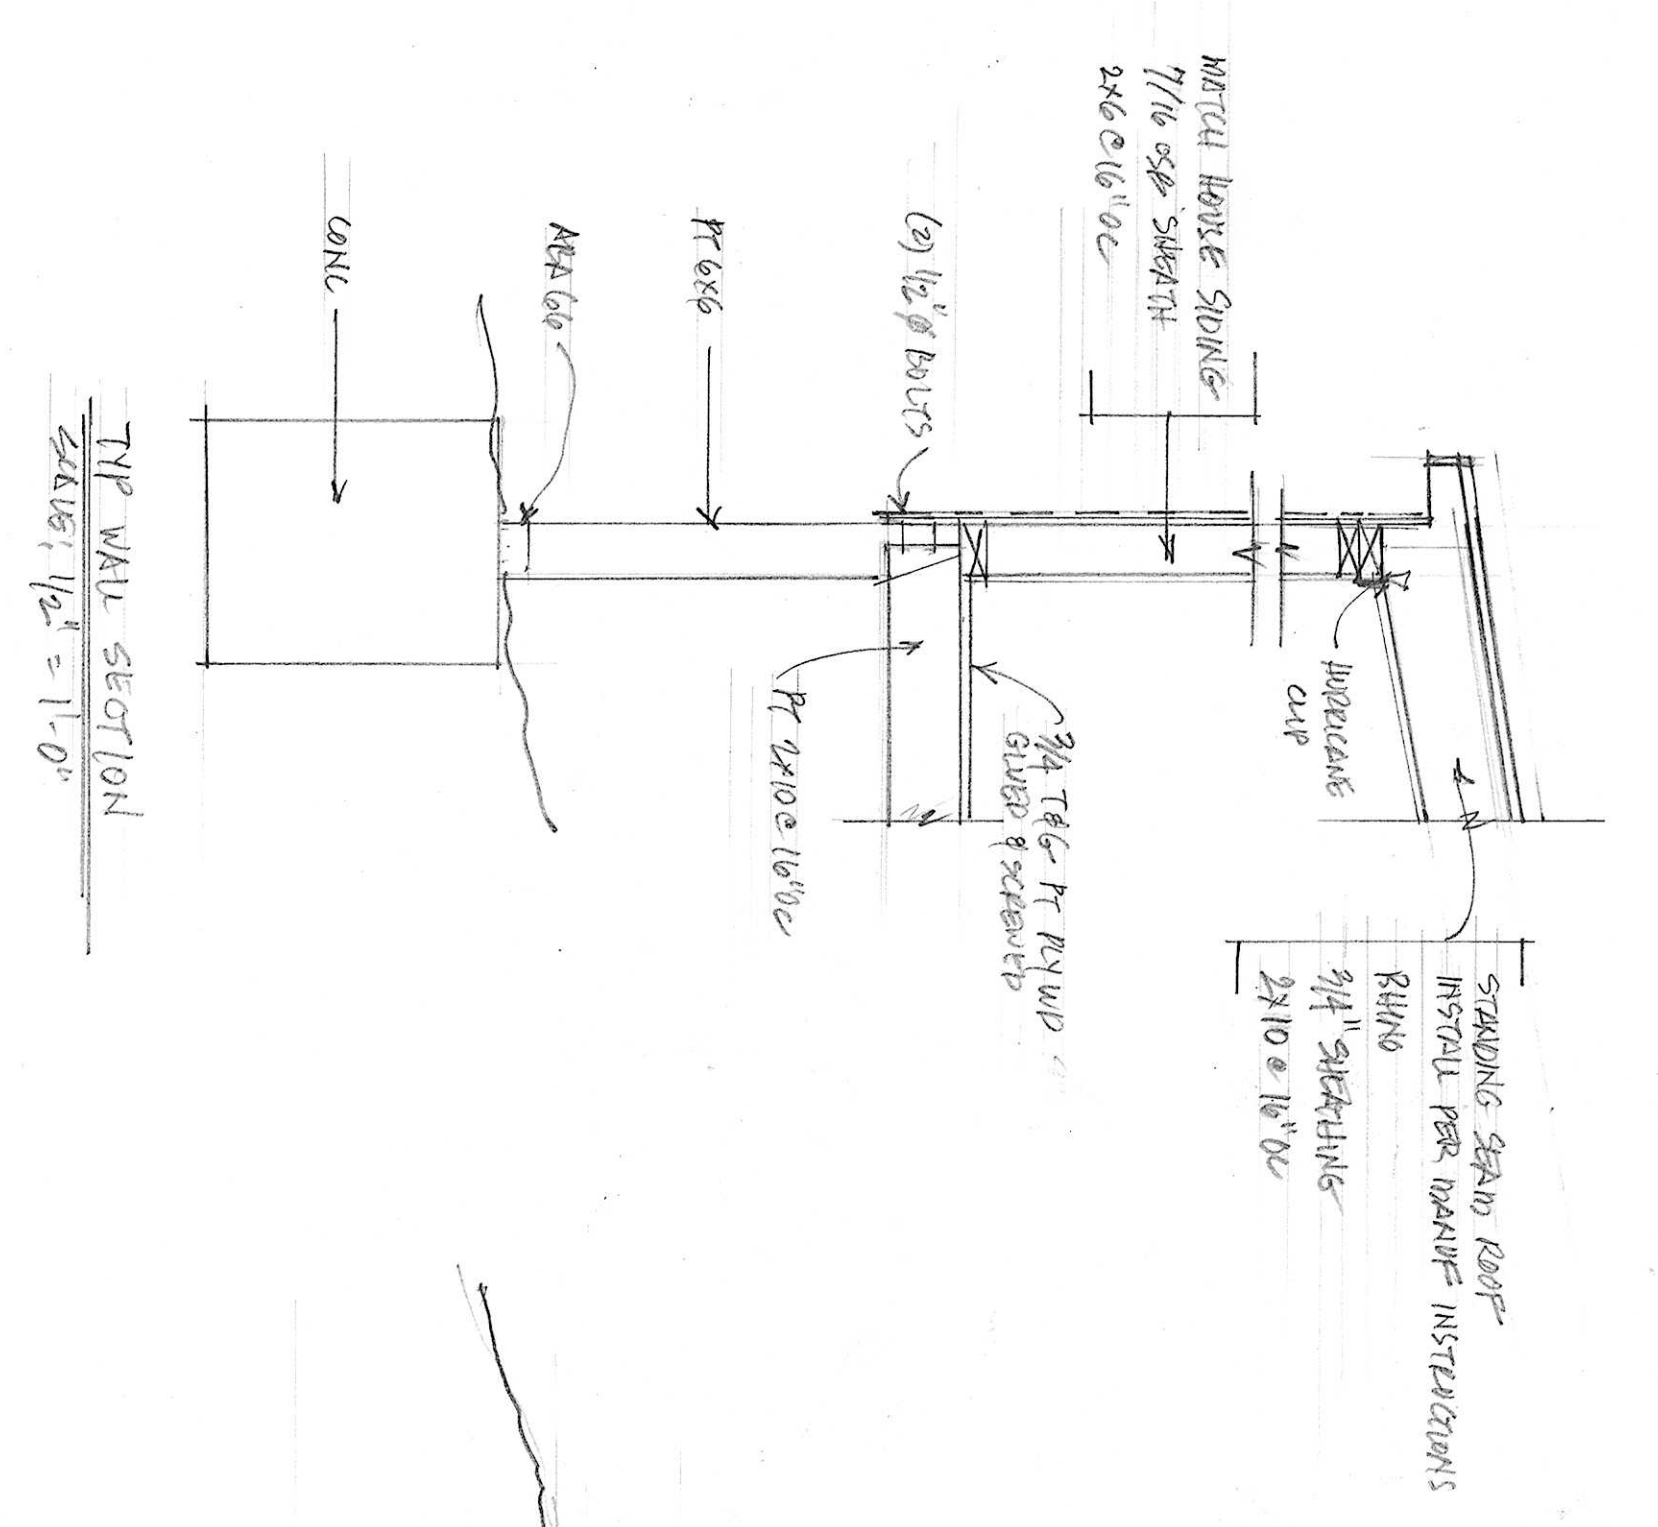 MATCH HOUSE SIDING
7/16 OSB SHEATH
2X6 @ 16" OC
(2) 1/2" Ø BOLTS
PT 6X6
ABA 66
CONC
HURRICANE
CLIP
STANDING SEAM ROOF
INSTALL PER MANUF INSTRUCTIONS
RHINO
3/4" SHEATHING
2X10 @ 16" OC
3/4 T&G PT PLYWD
GLUED & SCREWED
PT 2X10 @ 16" OC
TYP WALL SECTION
SCALE: 1/2" = 1'-0"